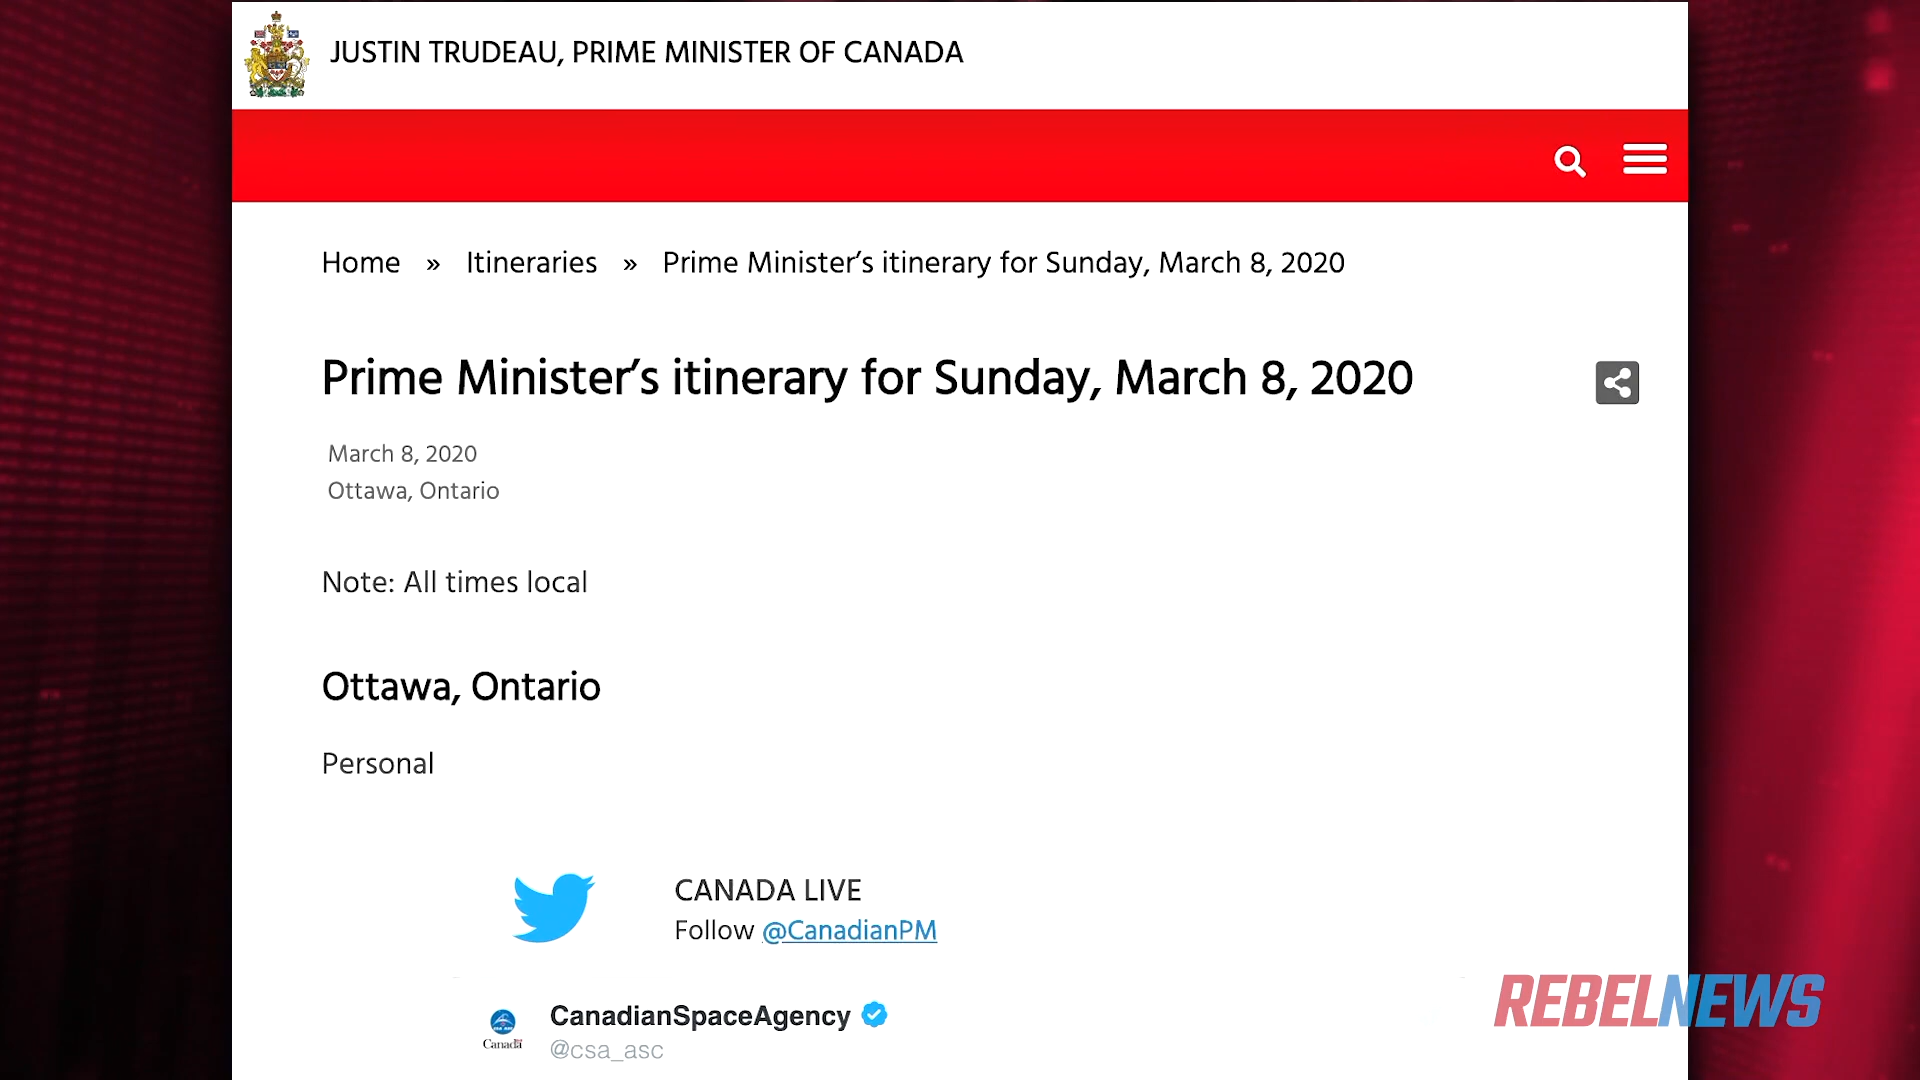 JUSTIN TRUDEAU, PRIME MINISTER OF CANADA
Home » Itineraries » Prime Minister's itinerary for Sunday, March 8, 2020
Prime Minister's itinerary for Sunday, March 8, 2020
March 8, 2020
Ottawa, Ontario
Note: All times local
Ottawa, Ontario
Personal
CANADA LIVE
Follow @CanadianPM
CanadianSpaceAgency
Canada
@csa_asc
REBELNEWS